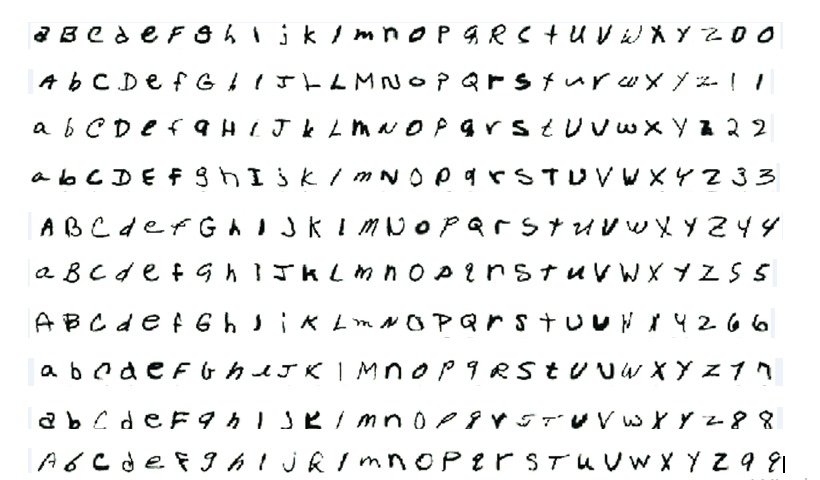 a B C d e F g h I j k l m n O P q R S t U V W X Y Z 0 0
A b C D e f G h I J L L M N O P Q r S t u r w X Y z 1 1
a b C D e f q H i J k L m N O P q r S t U V w X Y z 2 2
a b C D E f g h I j K l m N O p q r S T U V W X Y Z 3 3
A B C d e f G h I J K l m N o P Q r S t U V w X Y Z 4 4
a B C d e f g h I J k L m n O p q n S t u V W X Y Z 5 5
A B C d e f G h J i K L m N O P Q r S t U U W X Y Z 6 6
a b C d e F G h i J K l M n O P q R S t U U W X Y Z 7 7
a b C d e F g h I J K l m n O P q r S T U V w X Y z 8 8
A b C d e F g h I j k l m n O P q r S T U V W X Y Z 9 9